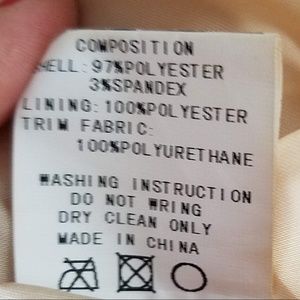 COMPOSITION
SHELL: 97%POLYESTER
3%SPANDEX
LINING: 100%POLYESTER
TRIM FABRIC:
100%POLYURETHANE
WASHING INSTRUCTION
DO NOT WRING
DRY CLEAN ONLY
MADE IN CHINA